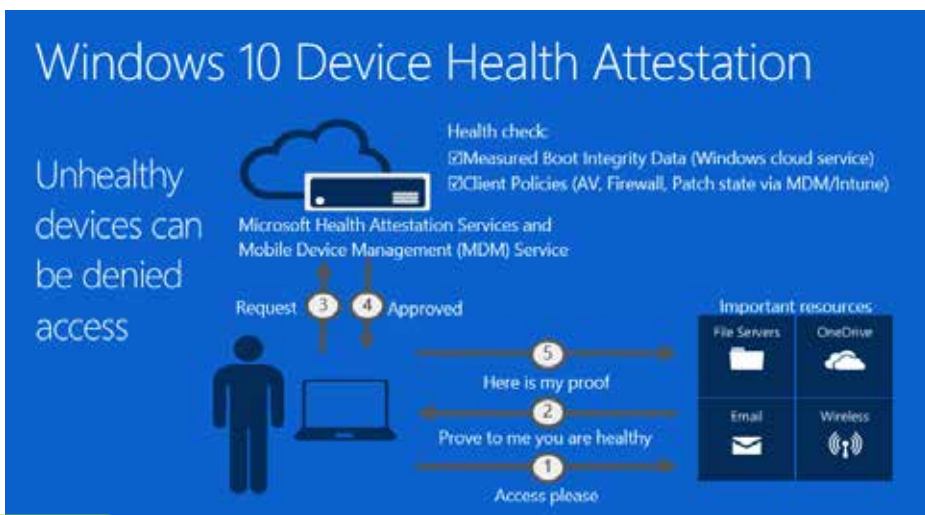 Windows 10 Device Health Attestation
Unhealthy
devices can
be denied
access
Health check:
☑Measured Boot Integrity Data (Windows cloud service)
☑Client Policies (AV, Firewall, Patch state via MDM/Intune)
Microsoft Health Attestation Services and
Mobile Device Management (MDM) Service
Request 3 4 Approved
Important resources
File Servers OneDrive
Email Wireless
5
Here is my proof
2
Prove to me you are healthy
1
Access please